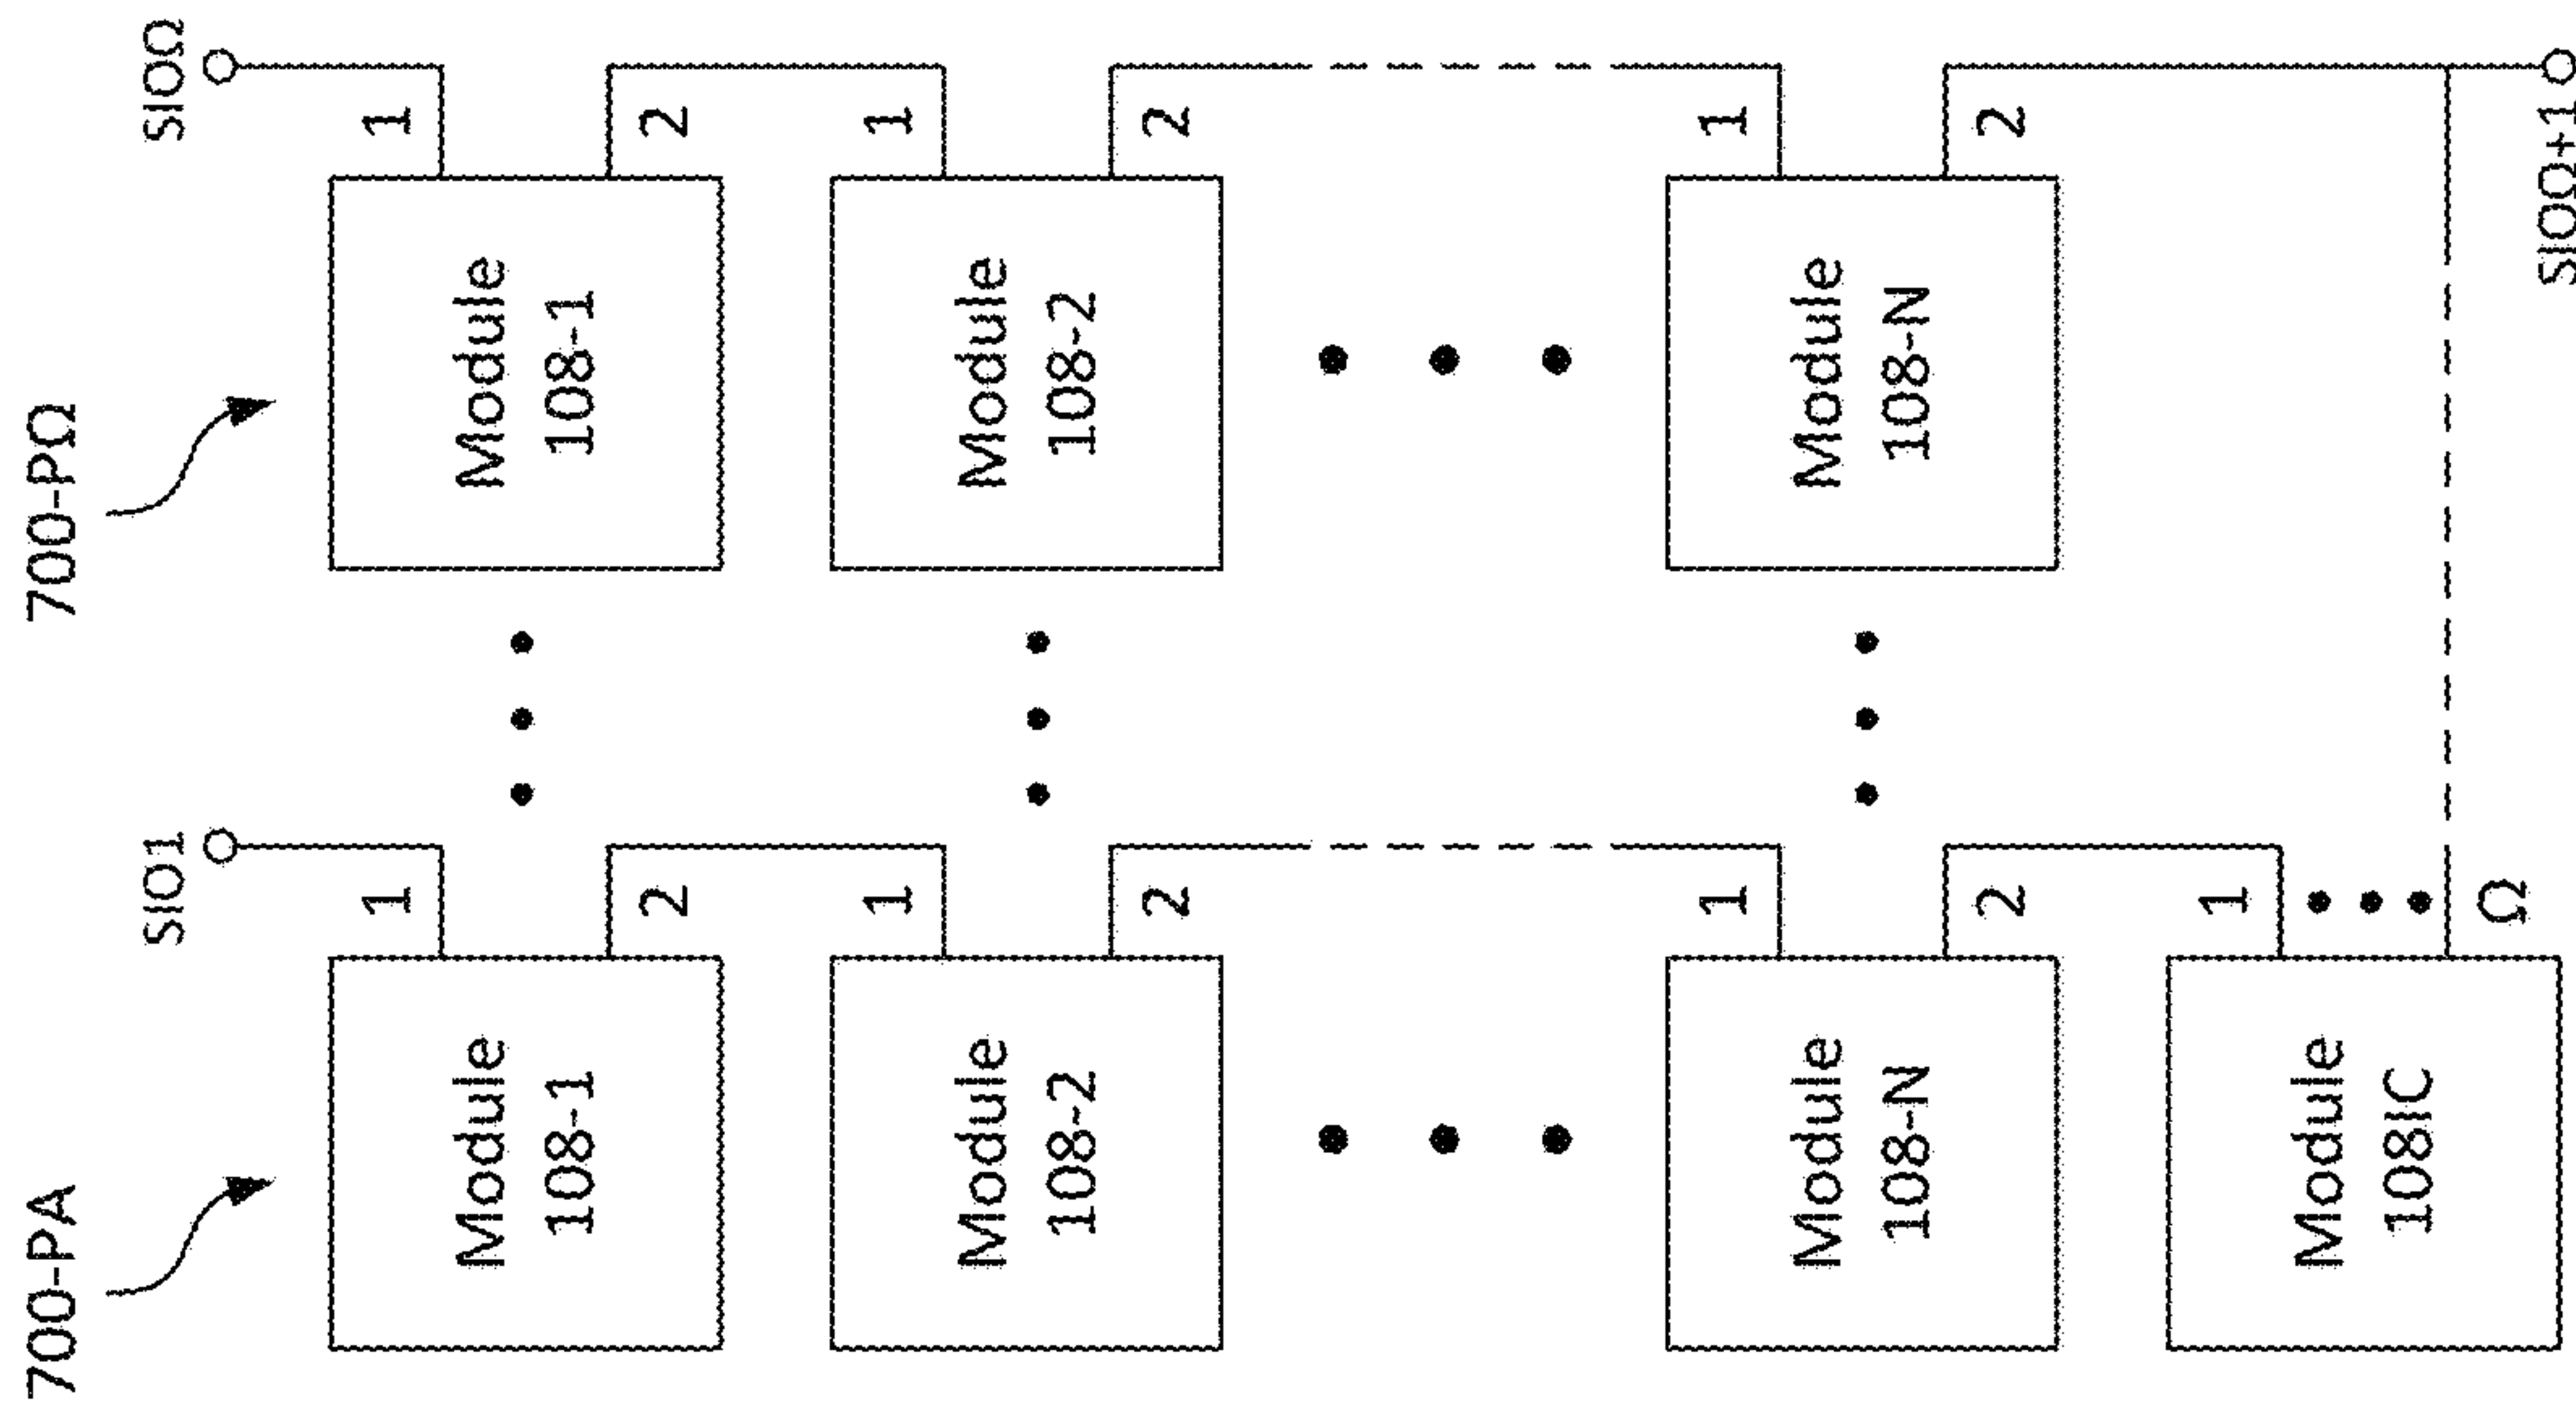 700-PA
700-PΩ
SIO1
SIOΩ
Module
108-1
1
2
Module
108-1
1
2
Module
108-2
1
2
Module
108-2
1
2
Module
108-N
1
2
Module
108-N
1
2
Module
108IC
1
Ω
SIOΩ+1